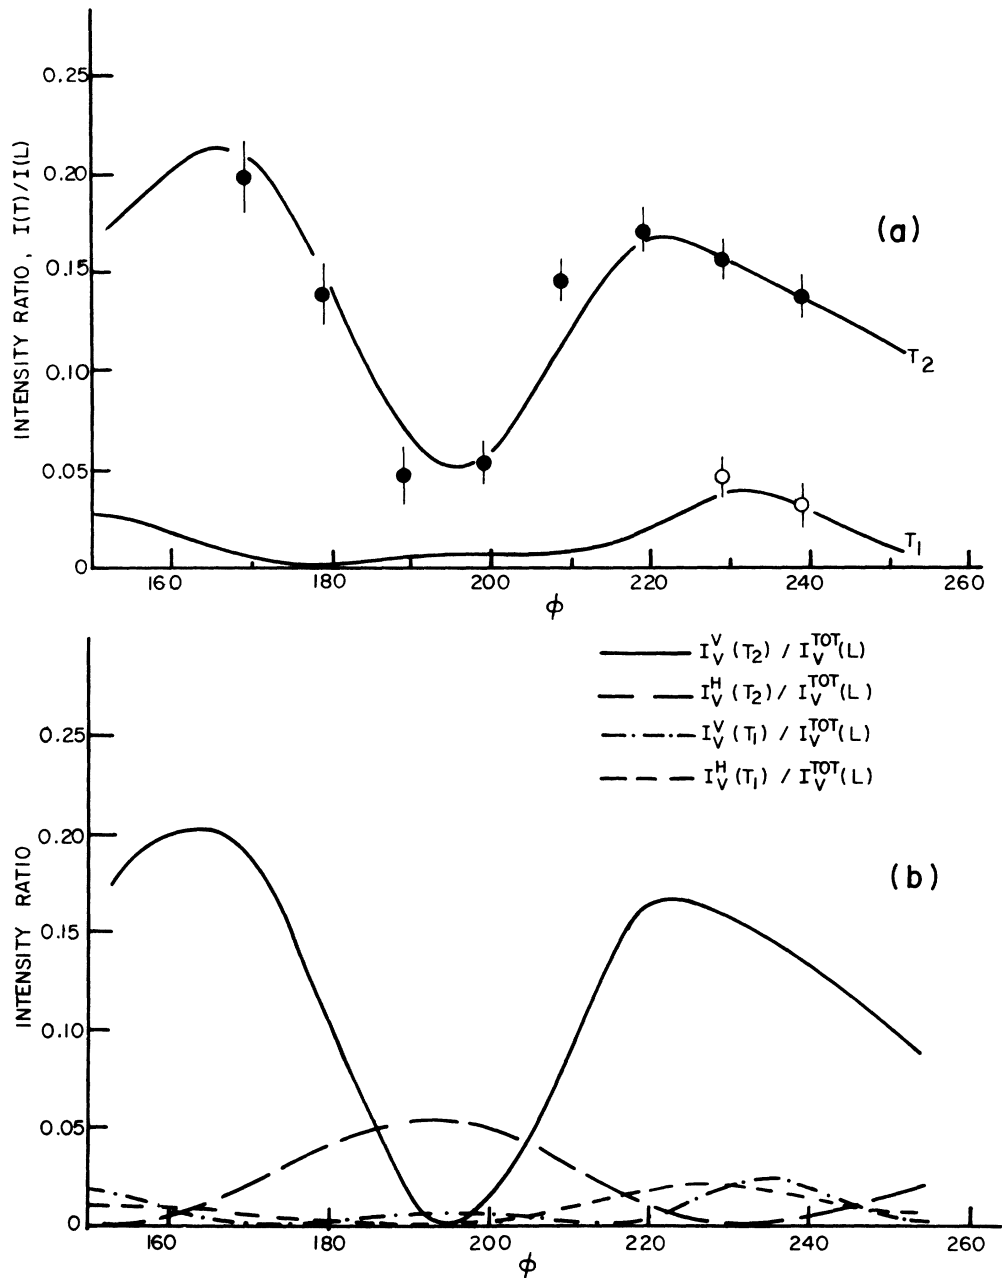 INTENSITY RATIO, I(T)/I(L)
0.25
0.20
0.15
0.10
0.05
0
(a)
T2
T1
160
180
200
220
240
260
ϕ
I_V^V (T2) / I_V^TOT (L)
I_V^H (T2) / I_V^TOT (L)
I_V^V (T1) / I_V^TOT (L)
I_V^H (T1) / I_V^TOT (L)
INTENSITY RATIO
0.25
0.20
0.15
0.10
0.05
0
(b)
160
180
200
220
240
260
ϕ